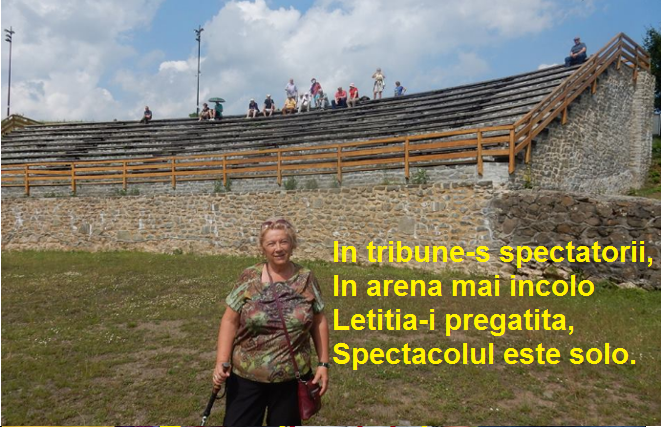 In tribune-s spectatorii,
In arena mai incolo
Letitia-i pregatita,
Spectacolul este solo.